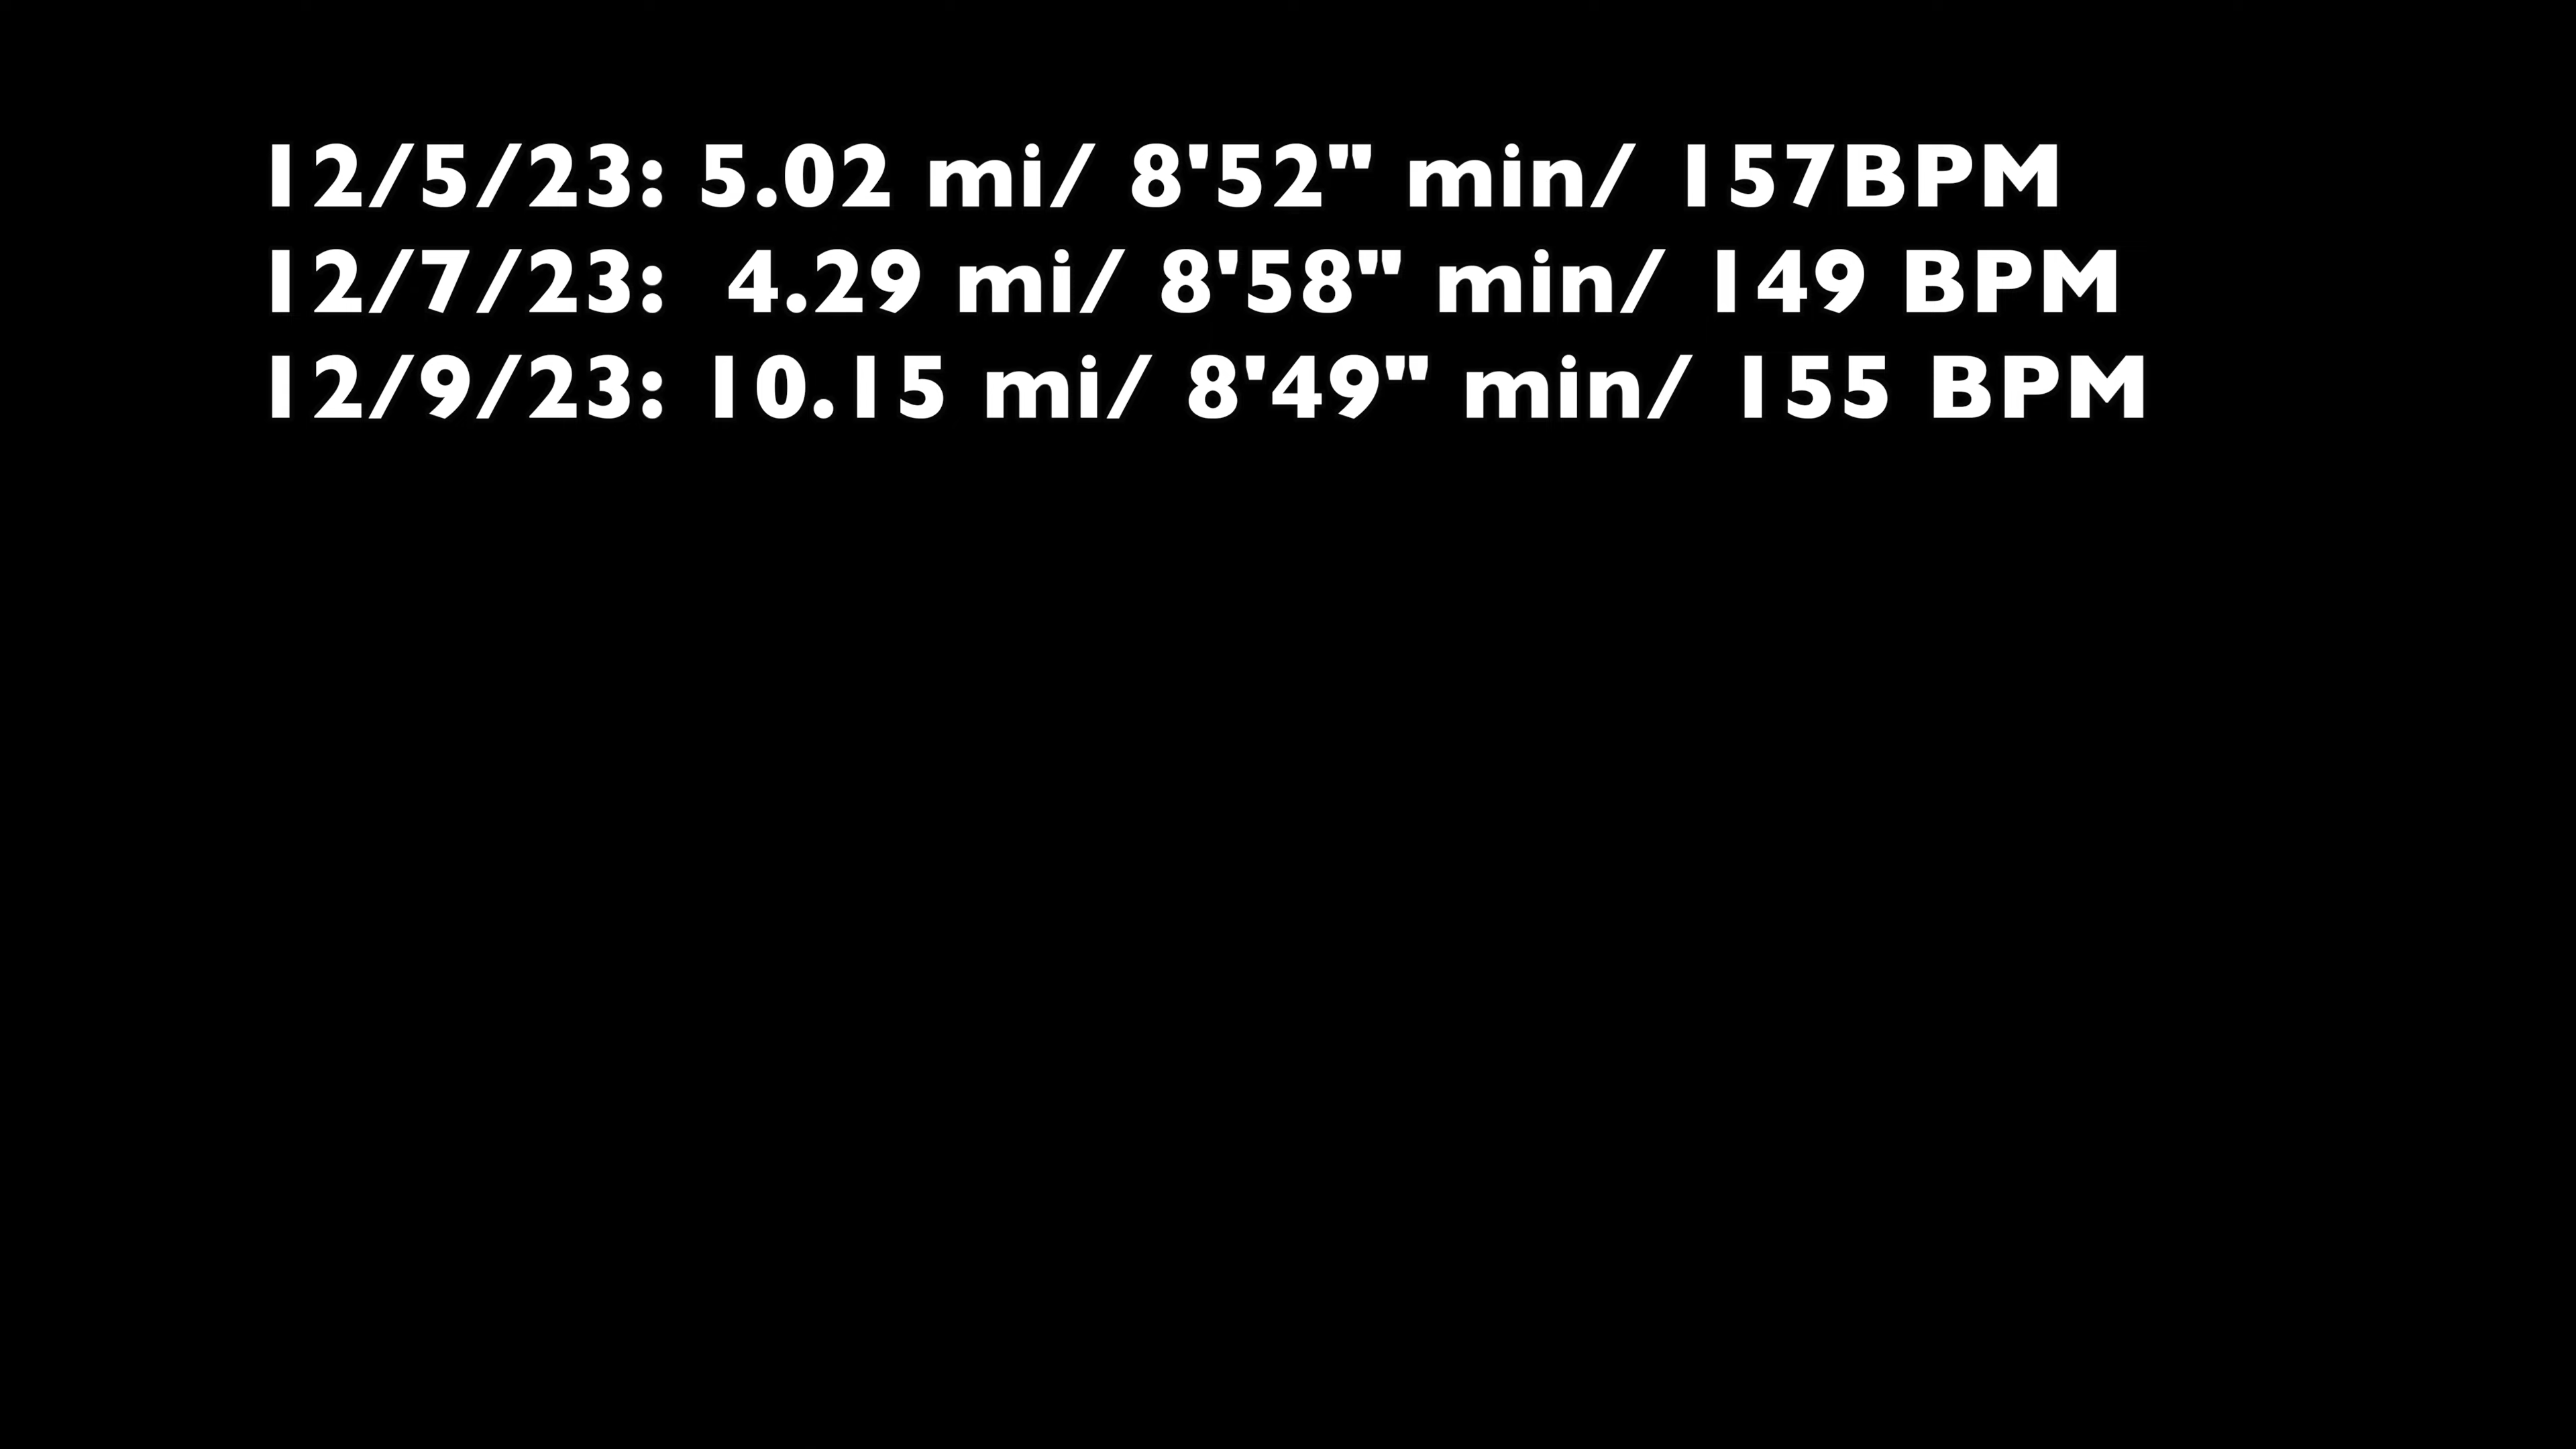 12/5/23: 5.02 mi/ 8'52" min/ 157BPM
12/7/23:  4.29 mi/ 8'58" min/ 149 BPM
12/9/23: 10.15 mi/ 8'49" min/ 155 BPM